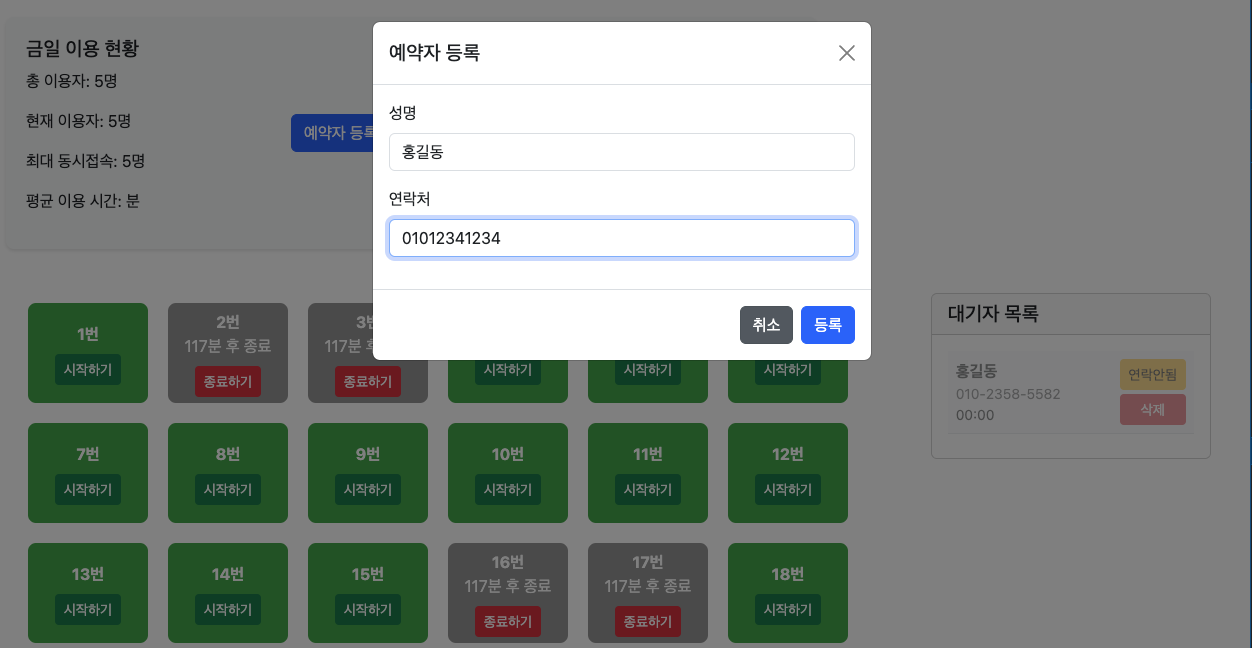 금일 이용 현황
총 이용자: 5명
현재 이용자: 5명
최대 동시접속: 5명
평균 이용 시간: 분
예약자 등록
예약자 등록
성명
홍길동
연락처
01012341234
취소
등록
1번
시작하기
2번
117분 후 종료
종료하기
3번
117분 후
종료하기
시작하기
시작하기
시작하기
7번
시작하기
8번
시작하기
9번
시작하기
10번
시작하기
11번
시작하기
12번
시작하기
13번
시작하기
14번
시작하기
15번
시작하기
16번
117분 후 종료
종료하기
17번
117분 후 종료
종료하기
18번
시작하기
대기자 목록
홍길동
010-2358-5582
00:00
연락안됨
삭제